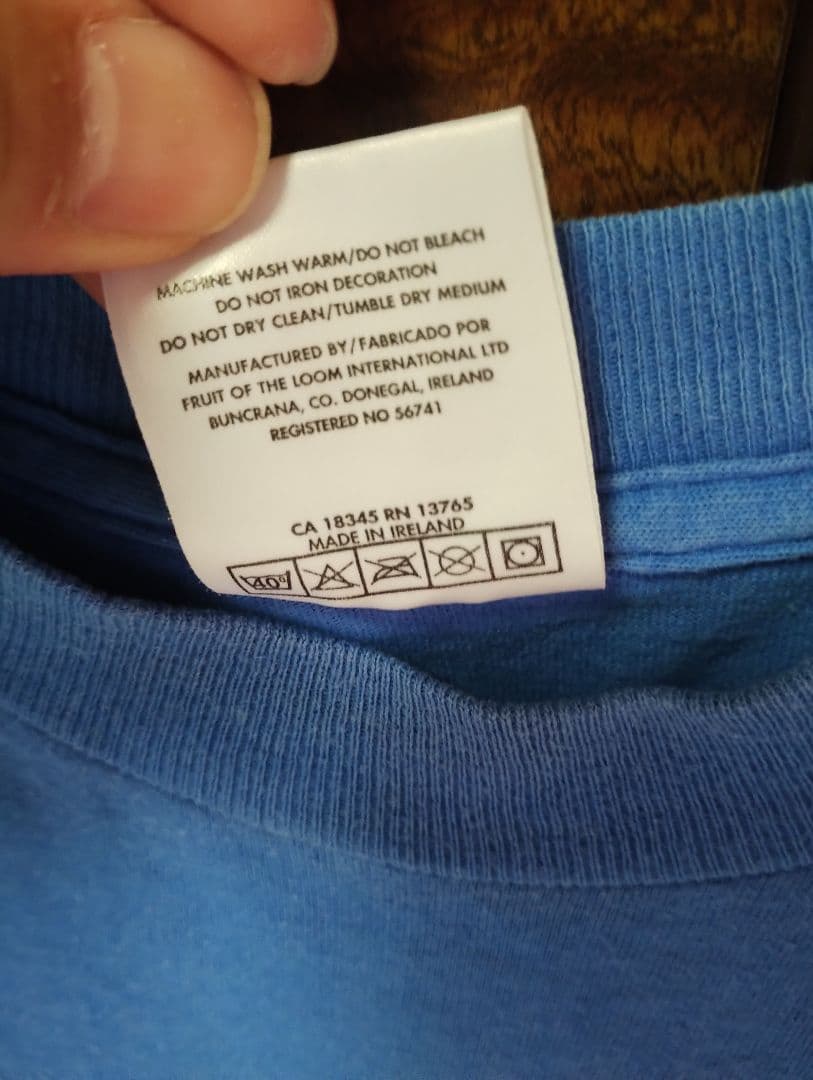 MACHINE WASH WARM/DO NOT BLEACH
DO NOT IRON DECORATION
DO NOT DRY CLEAN/TUMBLE DRY MEDIUM
MANUFACTURED BY/FABRICADO POR
FRUIT OF THE LOOM INTERNATIONAL LTD
BUNCRANA, CO. DONEGAL, IRELAND
REGISTERED NO 56741
CA 18345 RN 13765
MADE IN IRELAND
40°